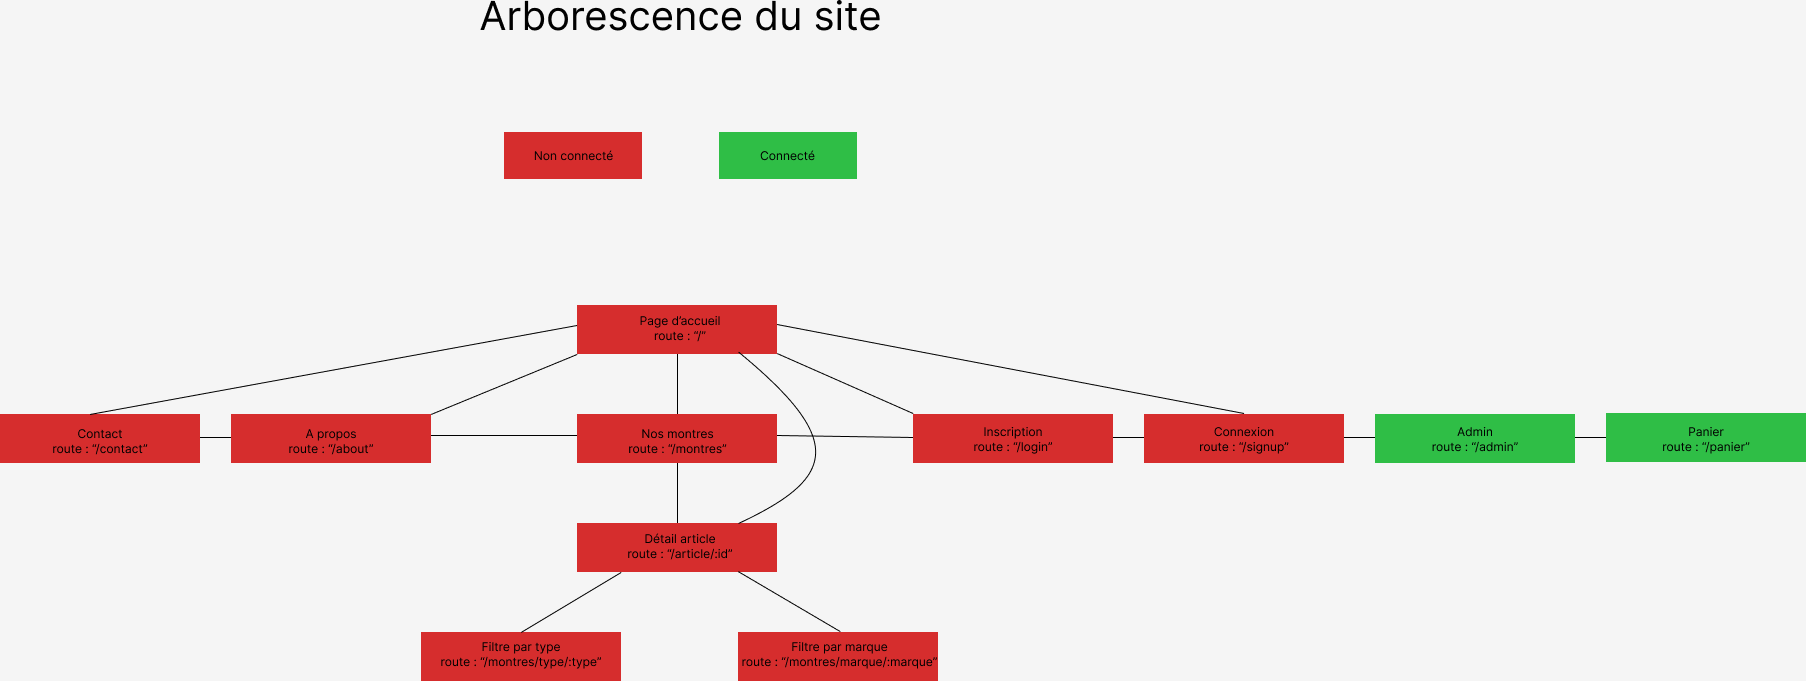 Arborescence du site
Non connecté
Connecté
Page d’accueil
route : “/“
Contact
route : “/contact”
A propos
route : “/about”
Nos montres
route : “/montres”
Inscription
route : “/login”
Connexion
route : “/signup”
Admin
route : “/admin”
Panier
route : “/panier”
Détail article
route : “/article/:id”
Filtre par type
route : “/montres/type/:type”
Filtre par marque
route : “/montres/marque/:marque”